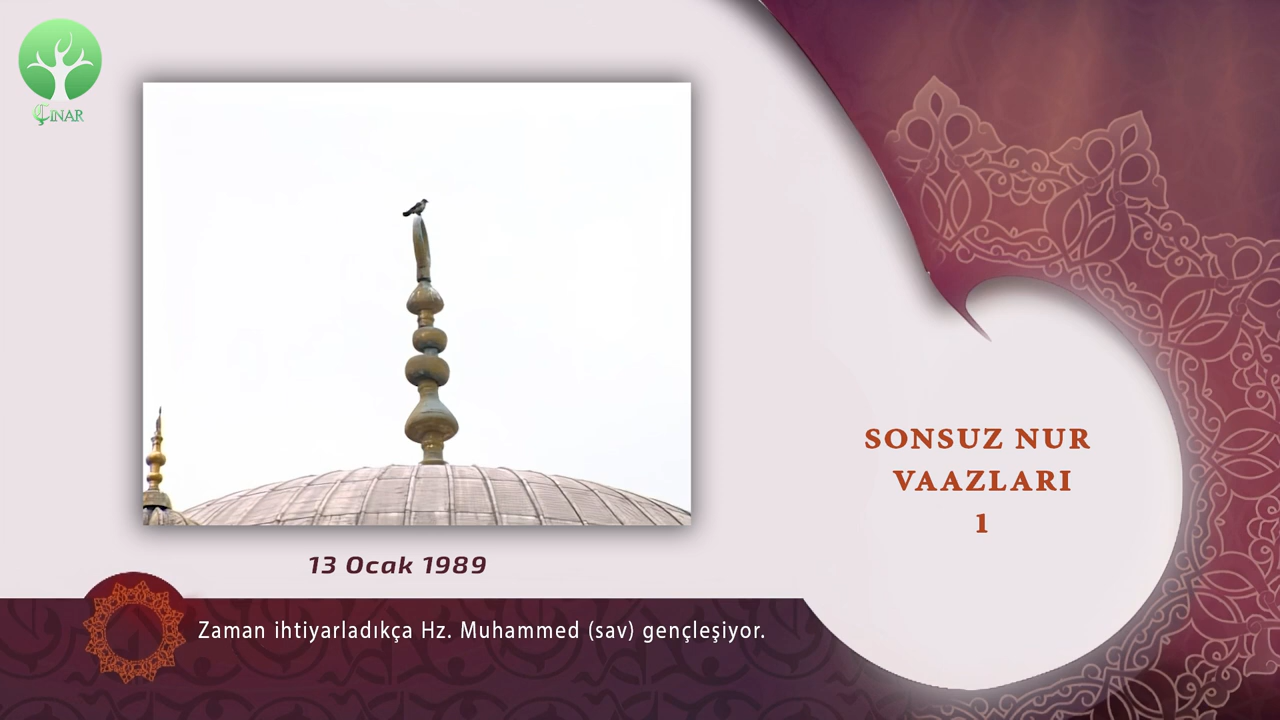 ÇINAR
SONSUZ NUR
VAAZLARI
1
13 Ocak 1989
Zaman ihtiyarladıkça Hz. Muhammed (sav) gençleşiyor.